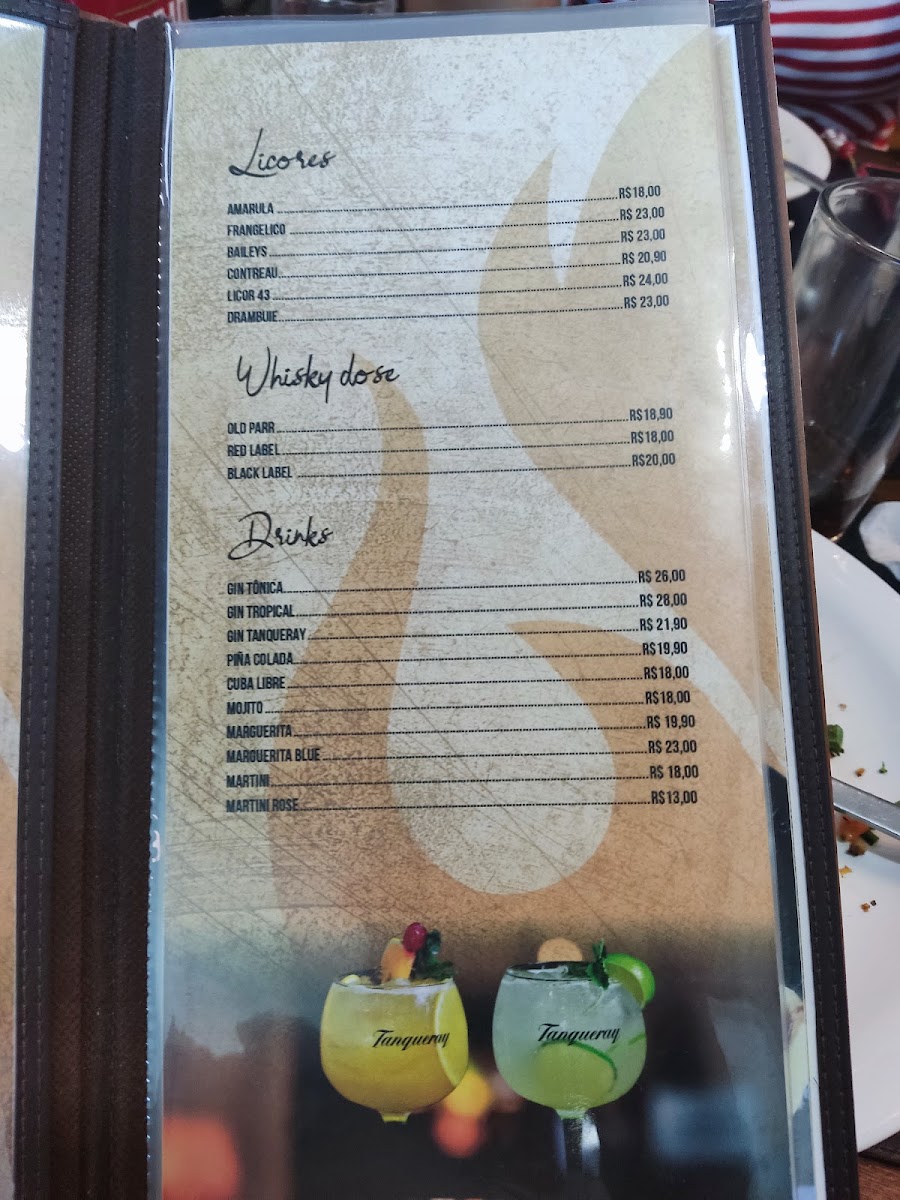 Licores
AMARULA ........ R$18,00
FRANGELICO ........ R$ 23,00
BAILEYS ........ R$ 23,00
CONTREAU ........ R$ 20,90
LICOR 43 ........ R$ 24,00
DRAMBUIE ........ R$ 23,00
Whisky dose
OLD PARR ........ R$18,90
RED LABEL ........ R$18,00
BLACK LABEL ........ R$20,00
Drinks
GIN TÔNICA ........ R$ 26,00
GIN TROPICAL ........ R$ 28,00
GIN TANQUERAY ........ R$ 21,90
PIÑA COLADA ........ R$19,90
CUBA LIBRE ........ R$18,00
MOJITO ........ R$18,00
MARGUERITA ........ R$ 19,90
MARGUERITA BLUE ........ R$ 23,00
MARTINI ........ R$ 18,00
MARTINI ROSE ........ R$13,00
Tanqueray
Tanqueray